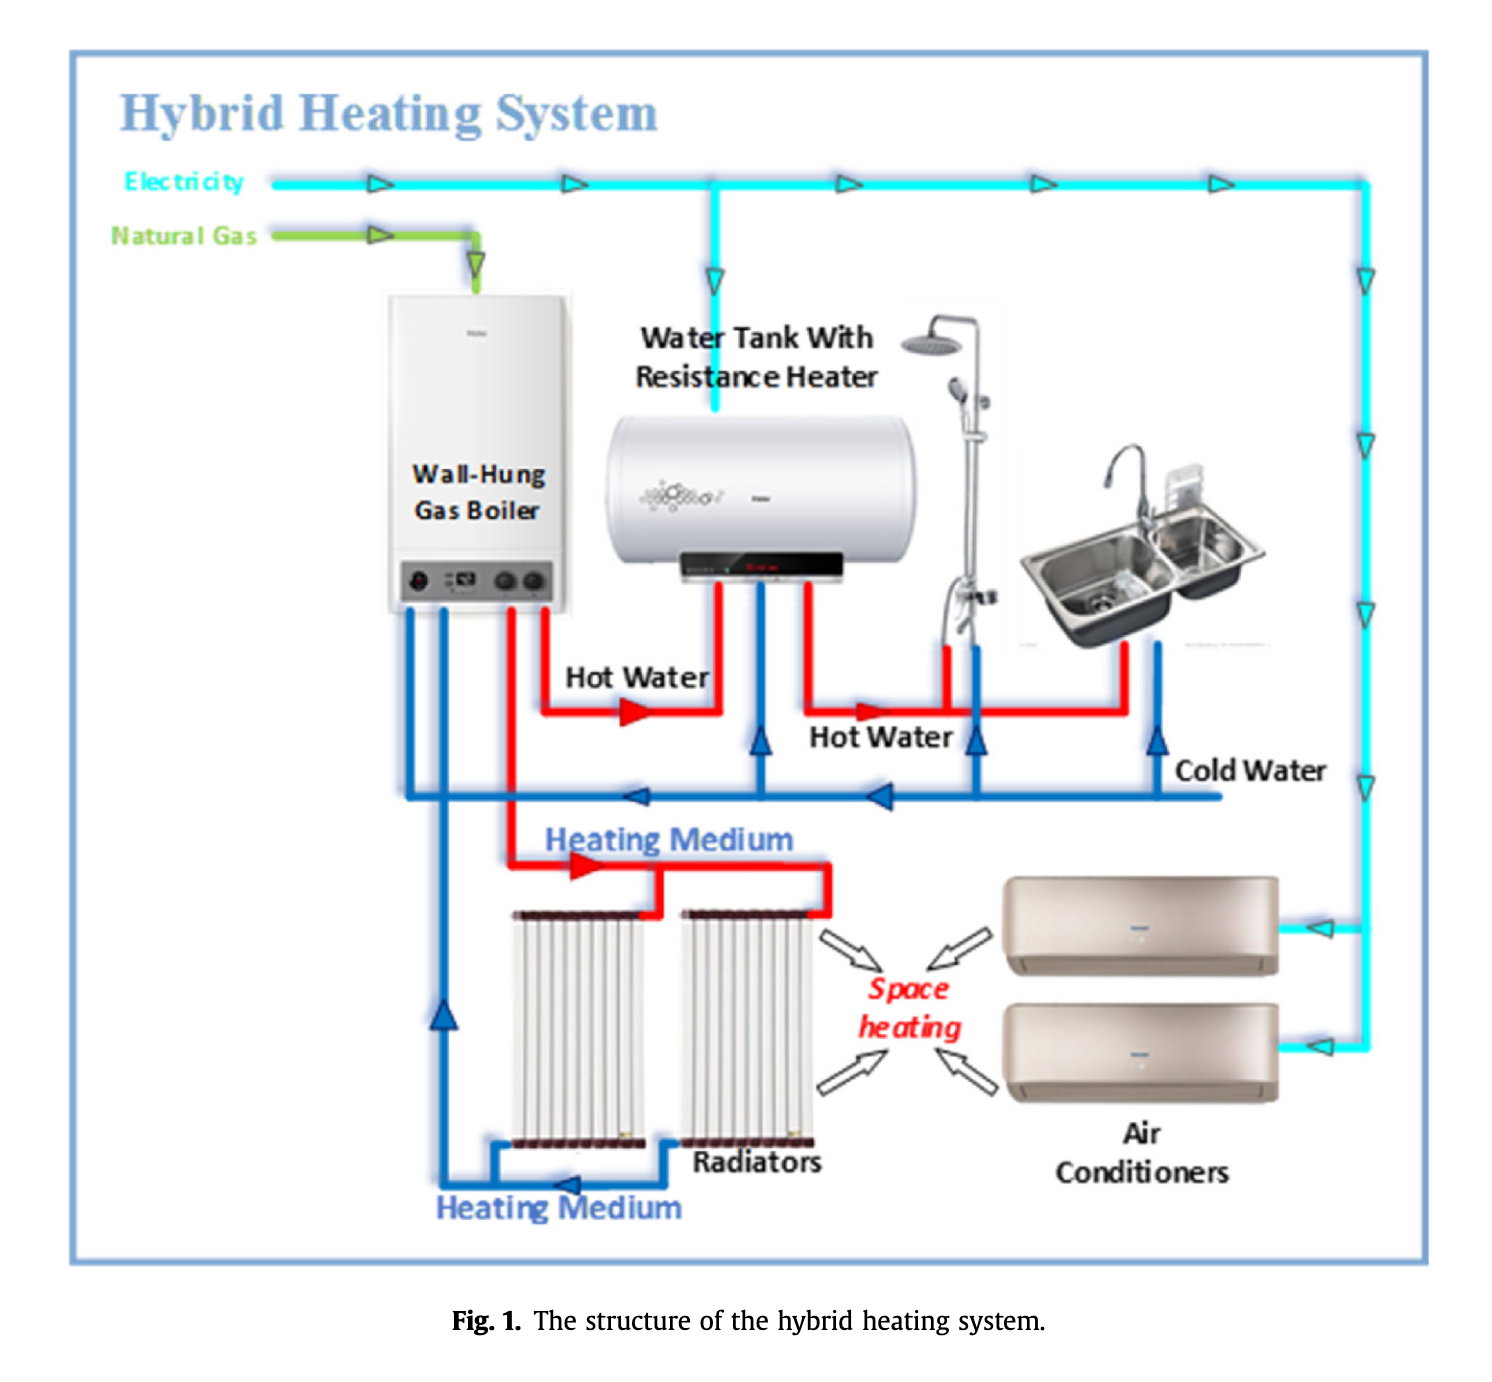 Hybrid Heating System
Electricity
Natural Gas
Water Tank With
Resistance Heater
Wall-Hung
Gas Boiler
Hot Water
Hot Water
Cold Water
Heating Medium
Space
heating
Radiators
Air
Conditioners
Heating Medium
Fig. 1. The structure of the hybrid heating system.